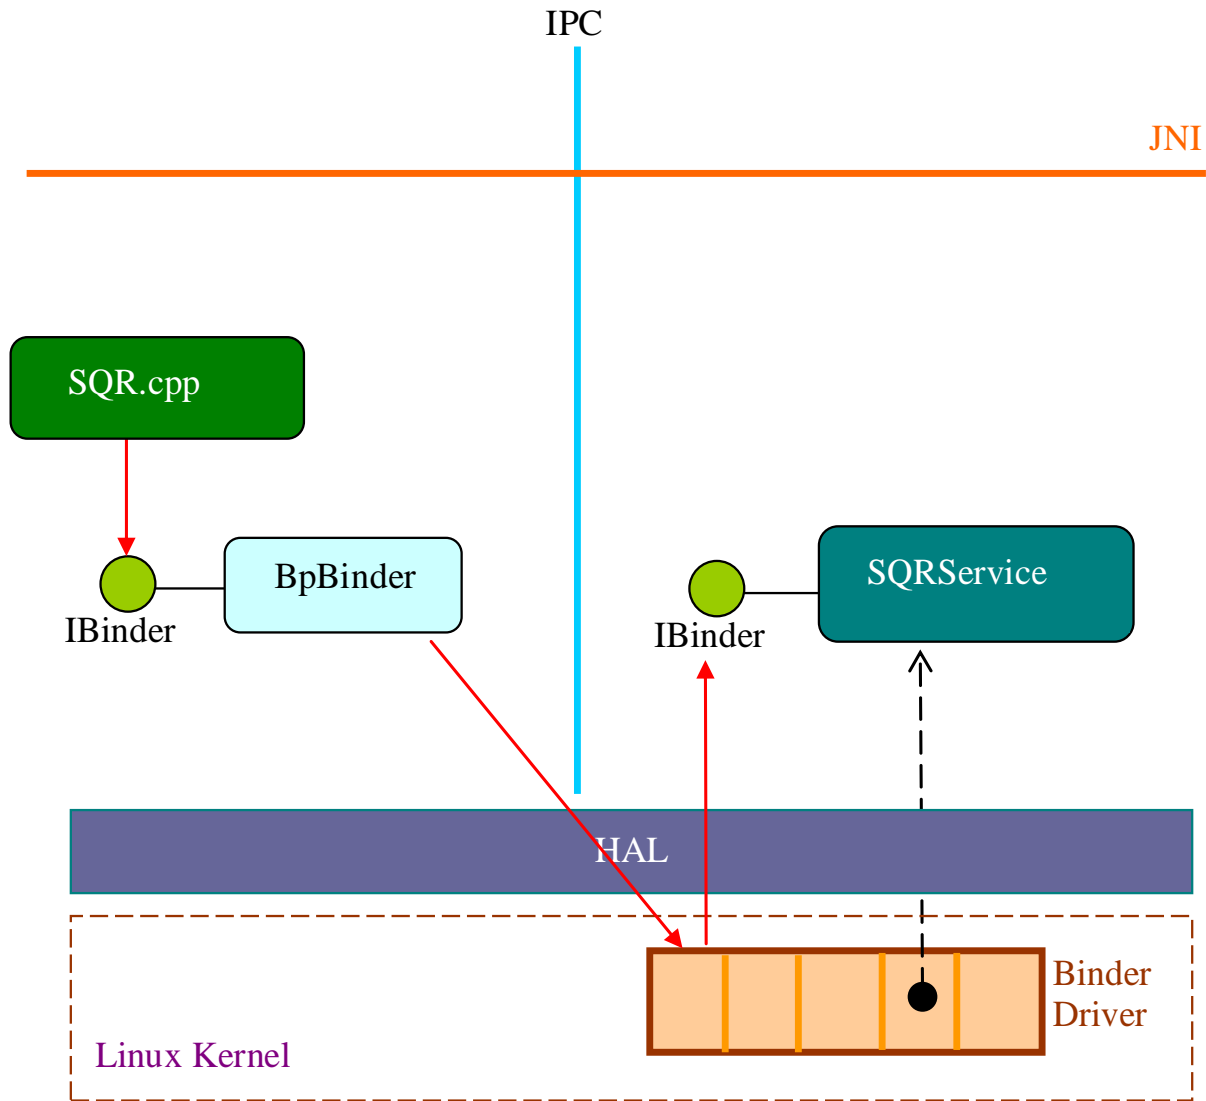 IPC
JNI
SQR.cpp
BpBinder
SQRService
IBinder
IBinder
HAL
Binder
Driver
Linux Kernel